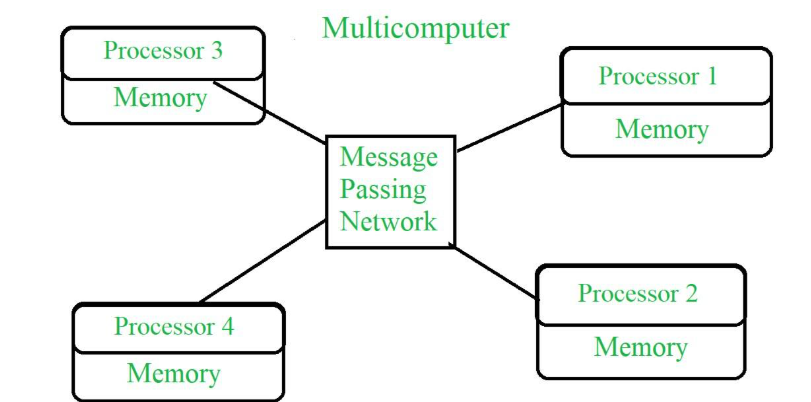 Multicomputer
Processor 3
Memory
Processor 1
Memory
Message
Passing
Network
Processor 4
Memory
Processor 2
Memory